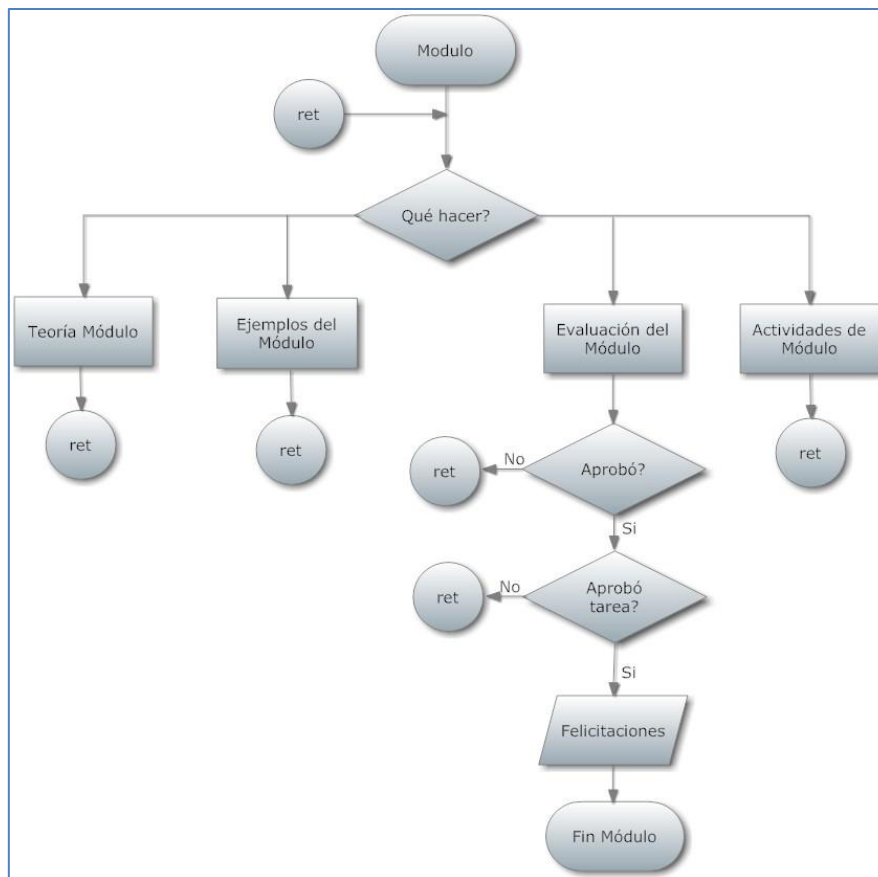 Modulo
ret
Qué hacer?
Teoría Módulo
Ejemplos del
Módulo
Evaluación del
Módulo
Actividades de
Módulo
ret
ret
ret
No
Aprobó?
ret
Si
ret
No
Aprobó
tarea?
Si
Felicitaciones
Fin Módulo